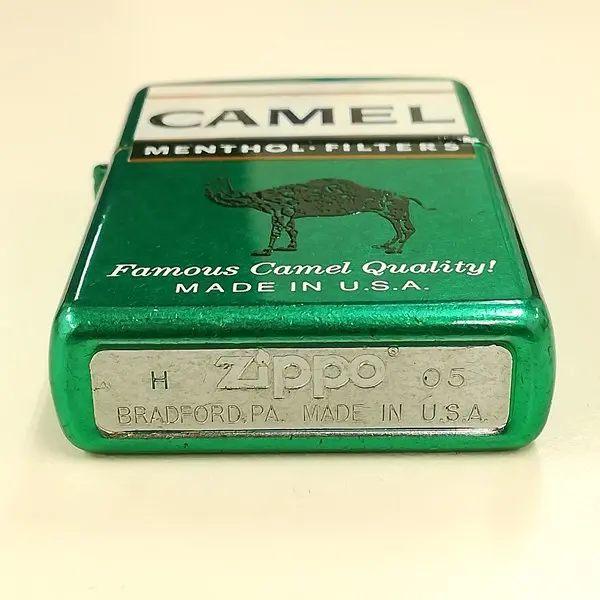 CAMEL
MENTHOL FILTERS
Famous Camel Quality!
MADE IN U.S.A.
H Zippo® 05
BRADFORD, PA. MADE IN U.S.A.